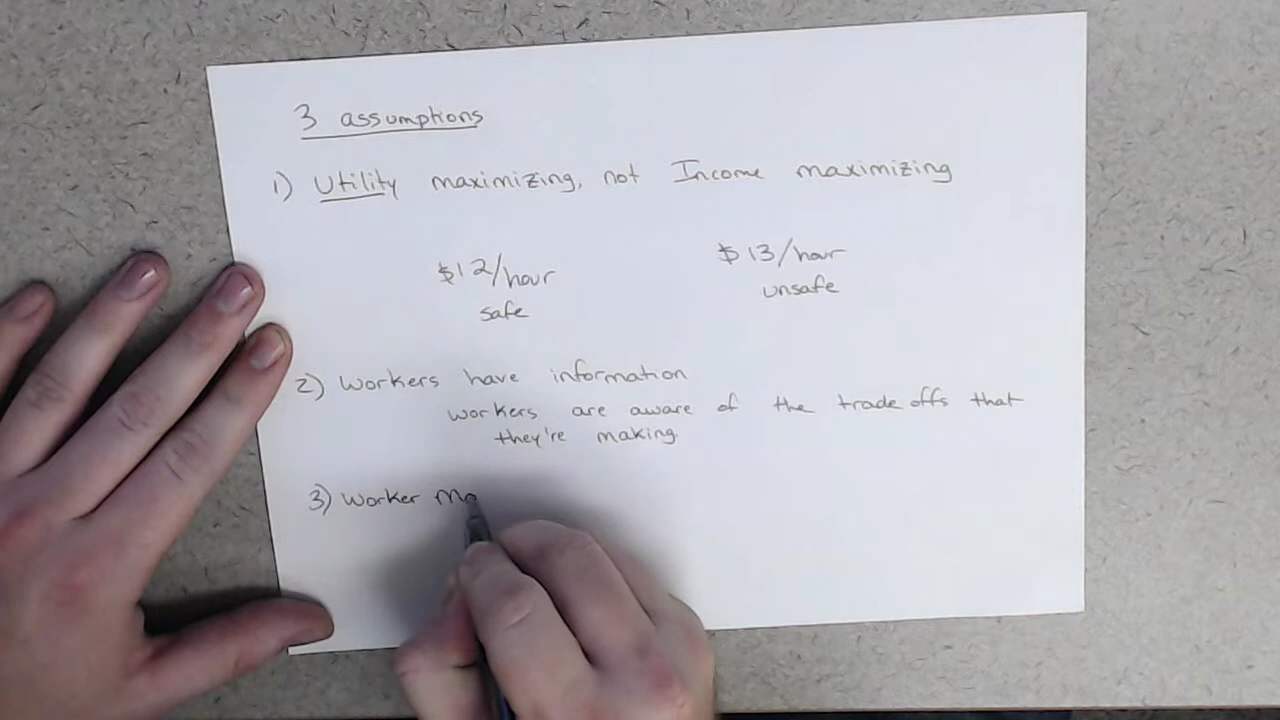 3 assumptions
1) Utility maximizing, not Income maximizing
$12/hour $13/hour
safe unsafe
2) Workers have information
workers are aware of the trade offs that
they're making.
3) Worker mo